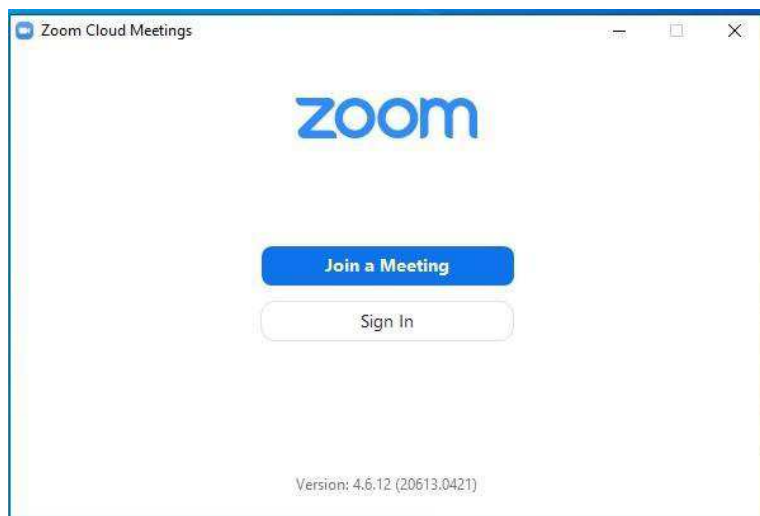 Zoom Cloud Meetings
zoom
Join a Meeting
Sign In
Version: 4.6.12 (20613.0421)